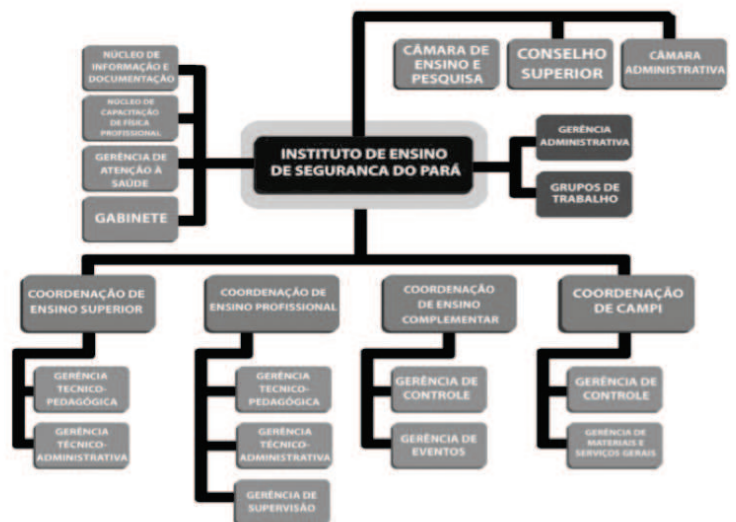 NÚCLEO DE
INFORMAÇÃO E
DOCUMENTAÇÃO
NÚCLEO DE
CAPACITAÇÃO
DE FÍSICA
PROFISSIONAL
GERÊNCIA DE
ATENÇÃO À
SAÚDE
GABINETE
CÂMARA DE
ENSINO E
PESQUISA
CONSELHO
SUPERIOR
CÂMARA
ADMINISTRATIVA
INSTITUTO DE ENSINO
DE SEGURANCA DO PARÁ
GERÊNCIA
ADMINISTRATIVA
GRUPOS DE
TRABALHO
COORDENAÇÃO DE
ENSINO SUPERIOR
GERÊNCIA
TECNICO-
PEDAGÓGICA
GERÊNCIA
TÉCNICO-
ADMINISTRATIVA
COORDENAÇÃO DE
ENSINO PROFISSIONAL
GERÊNCIA
TECNICO-
PEDAGÓGICA
GERÊNCIA
TÉCNICO-
ADMINISTRATIVA
GERÊNCIA DE
SUPERVISÃO
COORDENAÇÃO
DE ENSINO
COMPLEMENTAR
GERÊNCIA DE
CONTROLE
GERÊNCIA DE
EVENTOS
COORDENAÇÃO
DE CAMPI
GERÊNCIA DE
CONTROLE
GERÊNCIA DE
MATERIAIS E
SERVIÇOS GERAIS